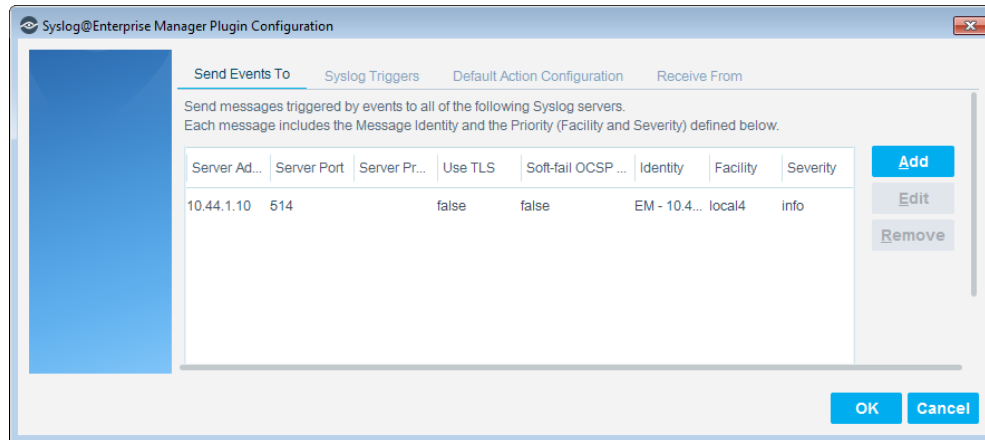 Syslog@Enterprise Manager Plugin Configuration
Send Events To Syslog Triggers Default Action Configuration Receive From
Send messages triggered by events to all of the following Syslog servers.
Each message includes the Message Identity and the Priority (Facility and Severity) defined below.
Server Ad... Server Port Server Pr... Use TLS Soft-fail OCSP ... Identity Facility Severity
10.44.1.10 514 false false EM - 10.4... local4 info
Add
Edit
Remove
OK Cancel